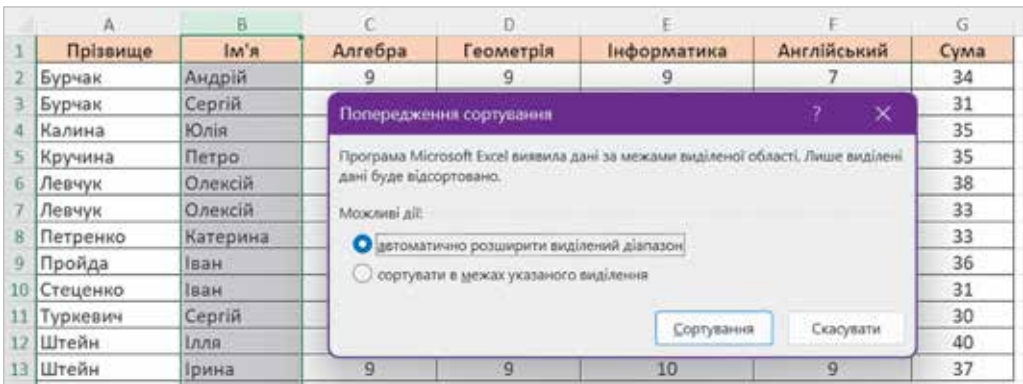 A B C D E F G
1 Прізвище Ім'я Алгебра Геометрія Інформатика Англійський Сума
2 Бурчак Андрій 9 9 9 7 34
3 Бурчак Сергій 31
4 Калина Юлія 35
5 Кручина Петро 35
6 Левчук Олексій 38
7 Левчук Олексій 33
8 Петренко Катерина 33
9 Пройда Іван 36
10 Стеценко Іван 31
11 Туркевич Сергій 30
12 Штейн Ілля 40
13 Штейн Ірина 9 9 10 9 37
Попередження сортування ? ×
Програма Microsoft Excel виявила дані за межами виділеної області. Лише виділені
дані буде відсортовано.
Можливі дії:
автоматично розширити виділений діапазон
сортувати в межах указаного виділення
Сортування Скасувати